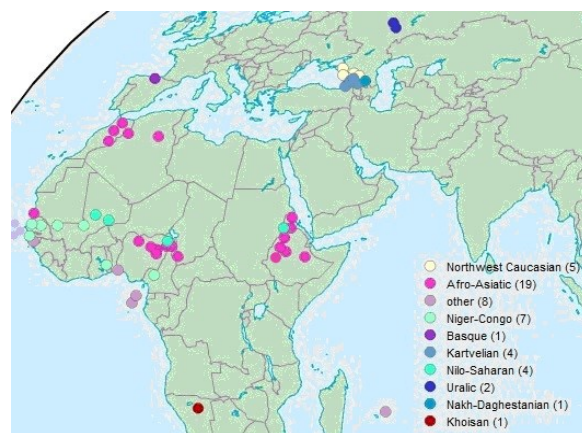 Northwest Caucasian (5)
Afro-Asiatic (19)
other (8)
Niger-Congo (7)
Basque (1)
Kartvelian (4)
Nilo-Saharan (4)
Uralic (2)
Nakh-Daghestanian (1)
Khoisan (1)